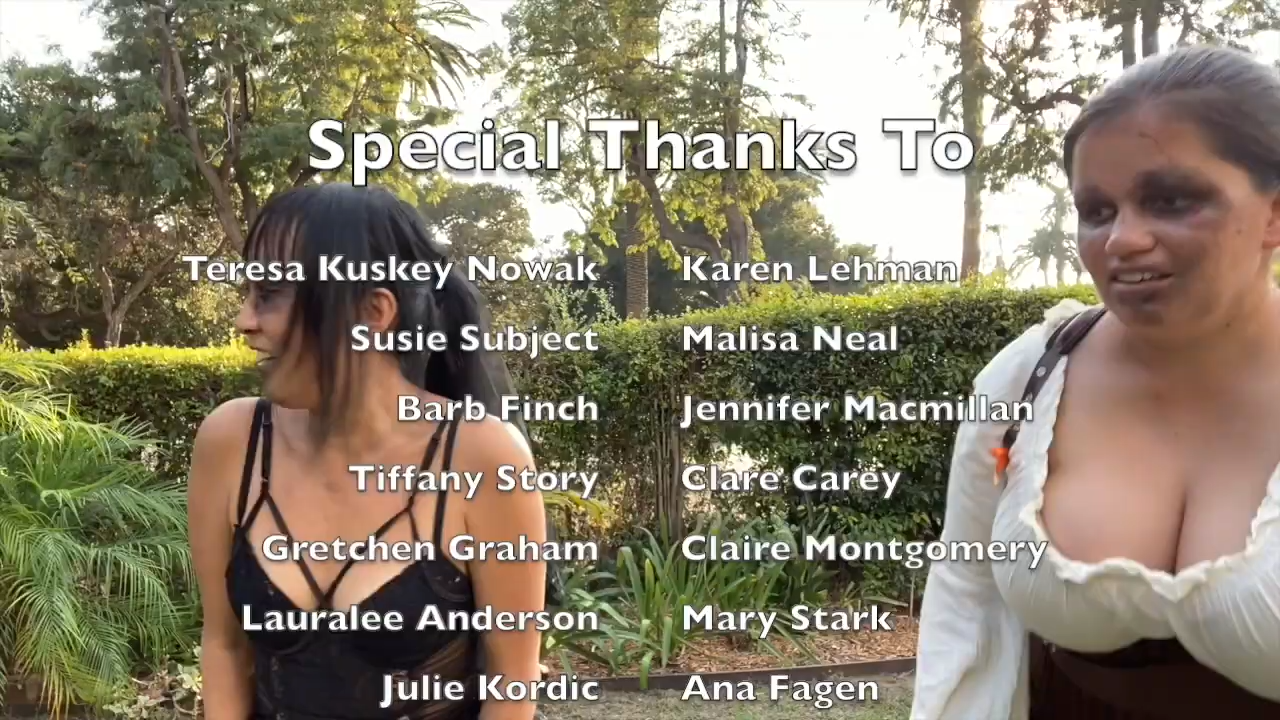 Special Thanks To
Teresa Kuskey Nowak
Karen Lehman
Susie Subject
Malisa Neal
Barb Finch
Jennifer Macmillan
Tiffany Story
Clare Carey
Gretchen Graham
Claire Montgomery
Lauralee Anderson
Mary Stark
Julie Kordic
Ana Fagen